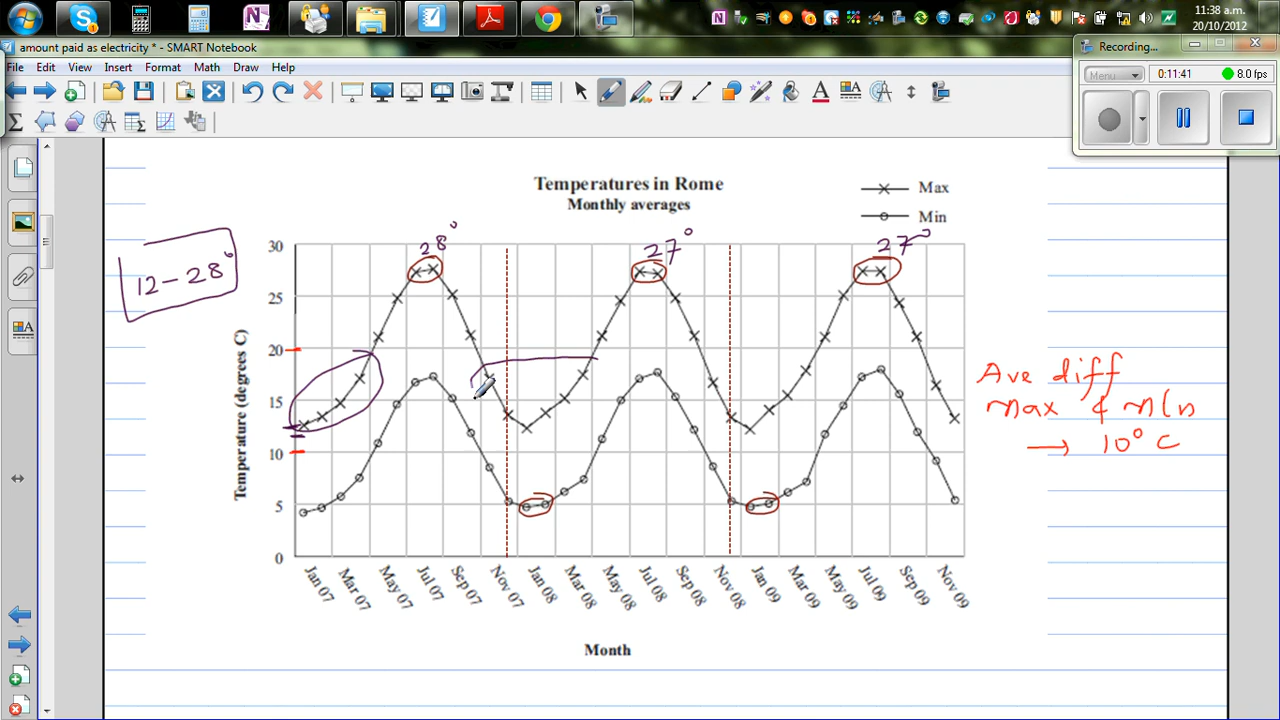 11:38 a.m.
20/10/2012
amount paid as electricity * - SMART Notebook
File Edit View Insert Format Math Draw Help
Recording...
Menu
0:11:41
8.0 fps
Temperatures in Rome
Monthly averages
Max
Min
12-28°
28°
27°
27°
30
25
20
15
10
5
0
Temperature (degrees C)
Ave diff
Max & Min
→ 10°C
Jan 07 Mar 07 May 07 Jul 07 Sep 07 Nov 07 Jan 08 Mar 08 May 08 Jul 08 Sep 08 Nov 08 Jan 09 Mar 09 May 09 Jul 09 Sep 09 Nov 09
Month